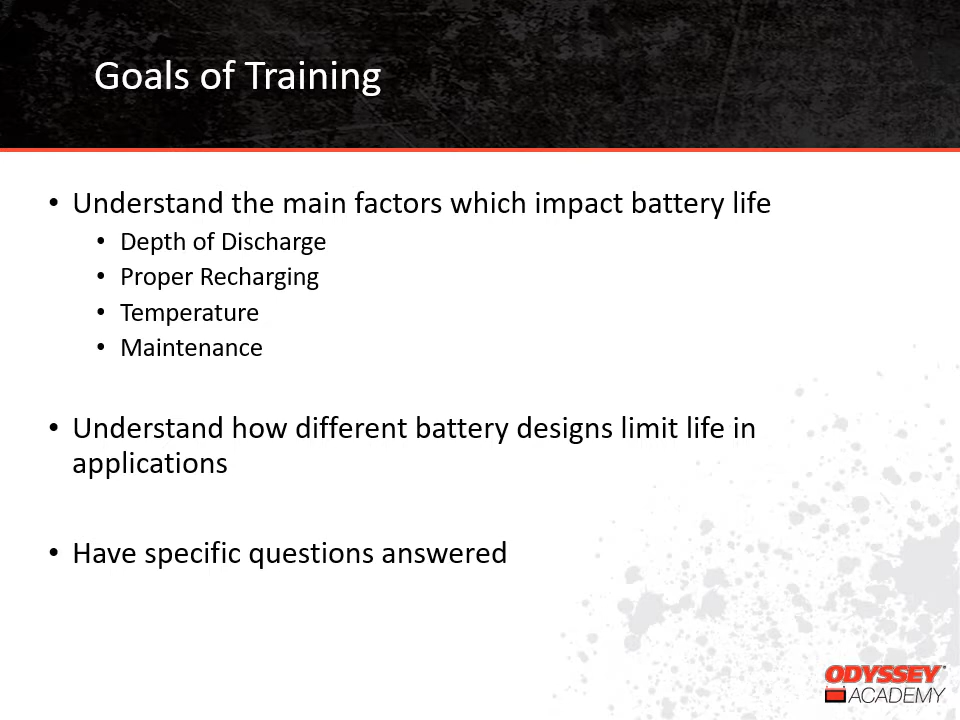 Goals of Training
• Understand the main factors which impact battery life
• Depth of Discharge
• Proper Recharging
• Temperature
• Maintenance
• Understand how different battery designs limit life in
applications
• Have specific questions answered
ODYSSEY
ACADEMY